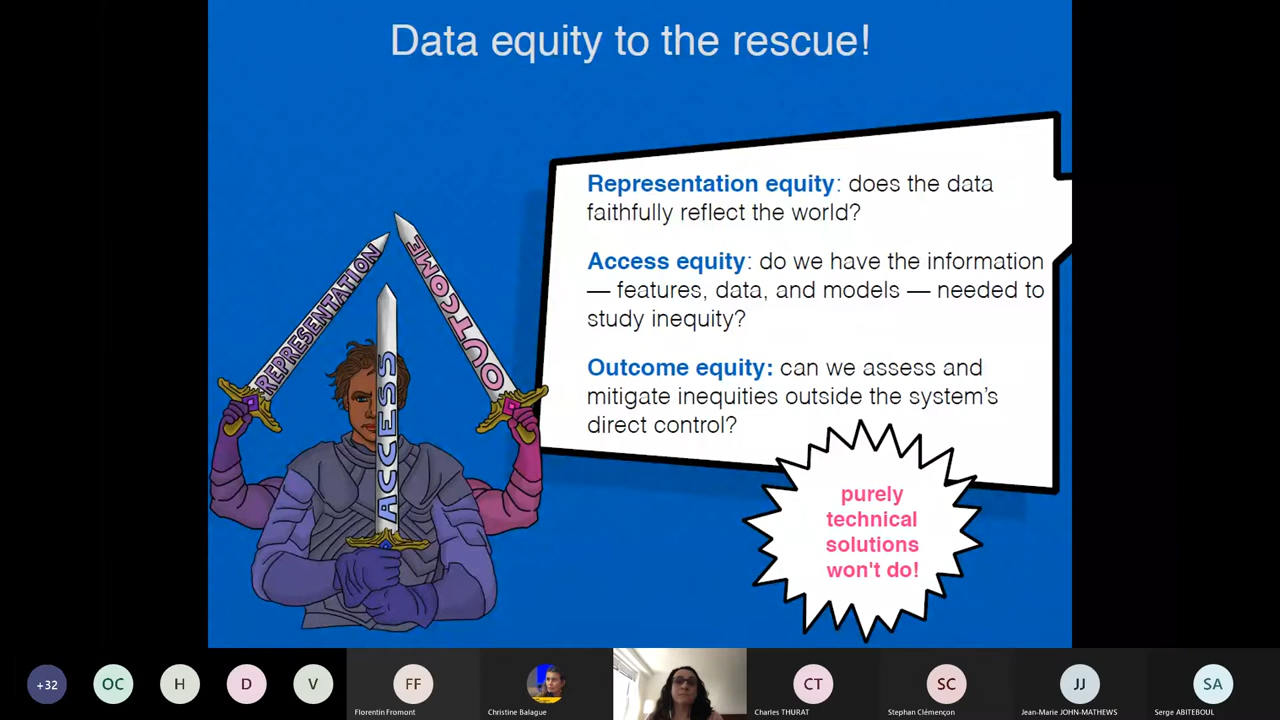 Data equity to the rescue!
Representation equity: does the data
faithfully reflect the world?
Access equity: do we have the information
— features, data, and models — needed to
study inequity?
Outcome equity: can we assess and
mitigate inequities outside the system's
direct control?
REPRESENTATION
ACCESS
OUTCOME
purely
technical
solutions
won't do!
+32
OC
H
D
V
FF
Florentin Fromont
Christine Balague
CT
Charles THURAT
SC
Stephan Clémençon
JJ
Jean-Marie JOHN-MATHEWS
SA
Serge ABITEBOUL